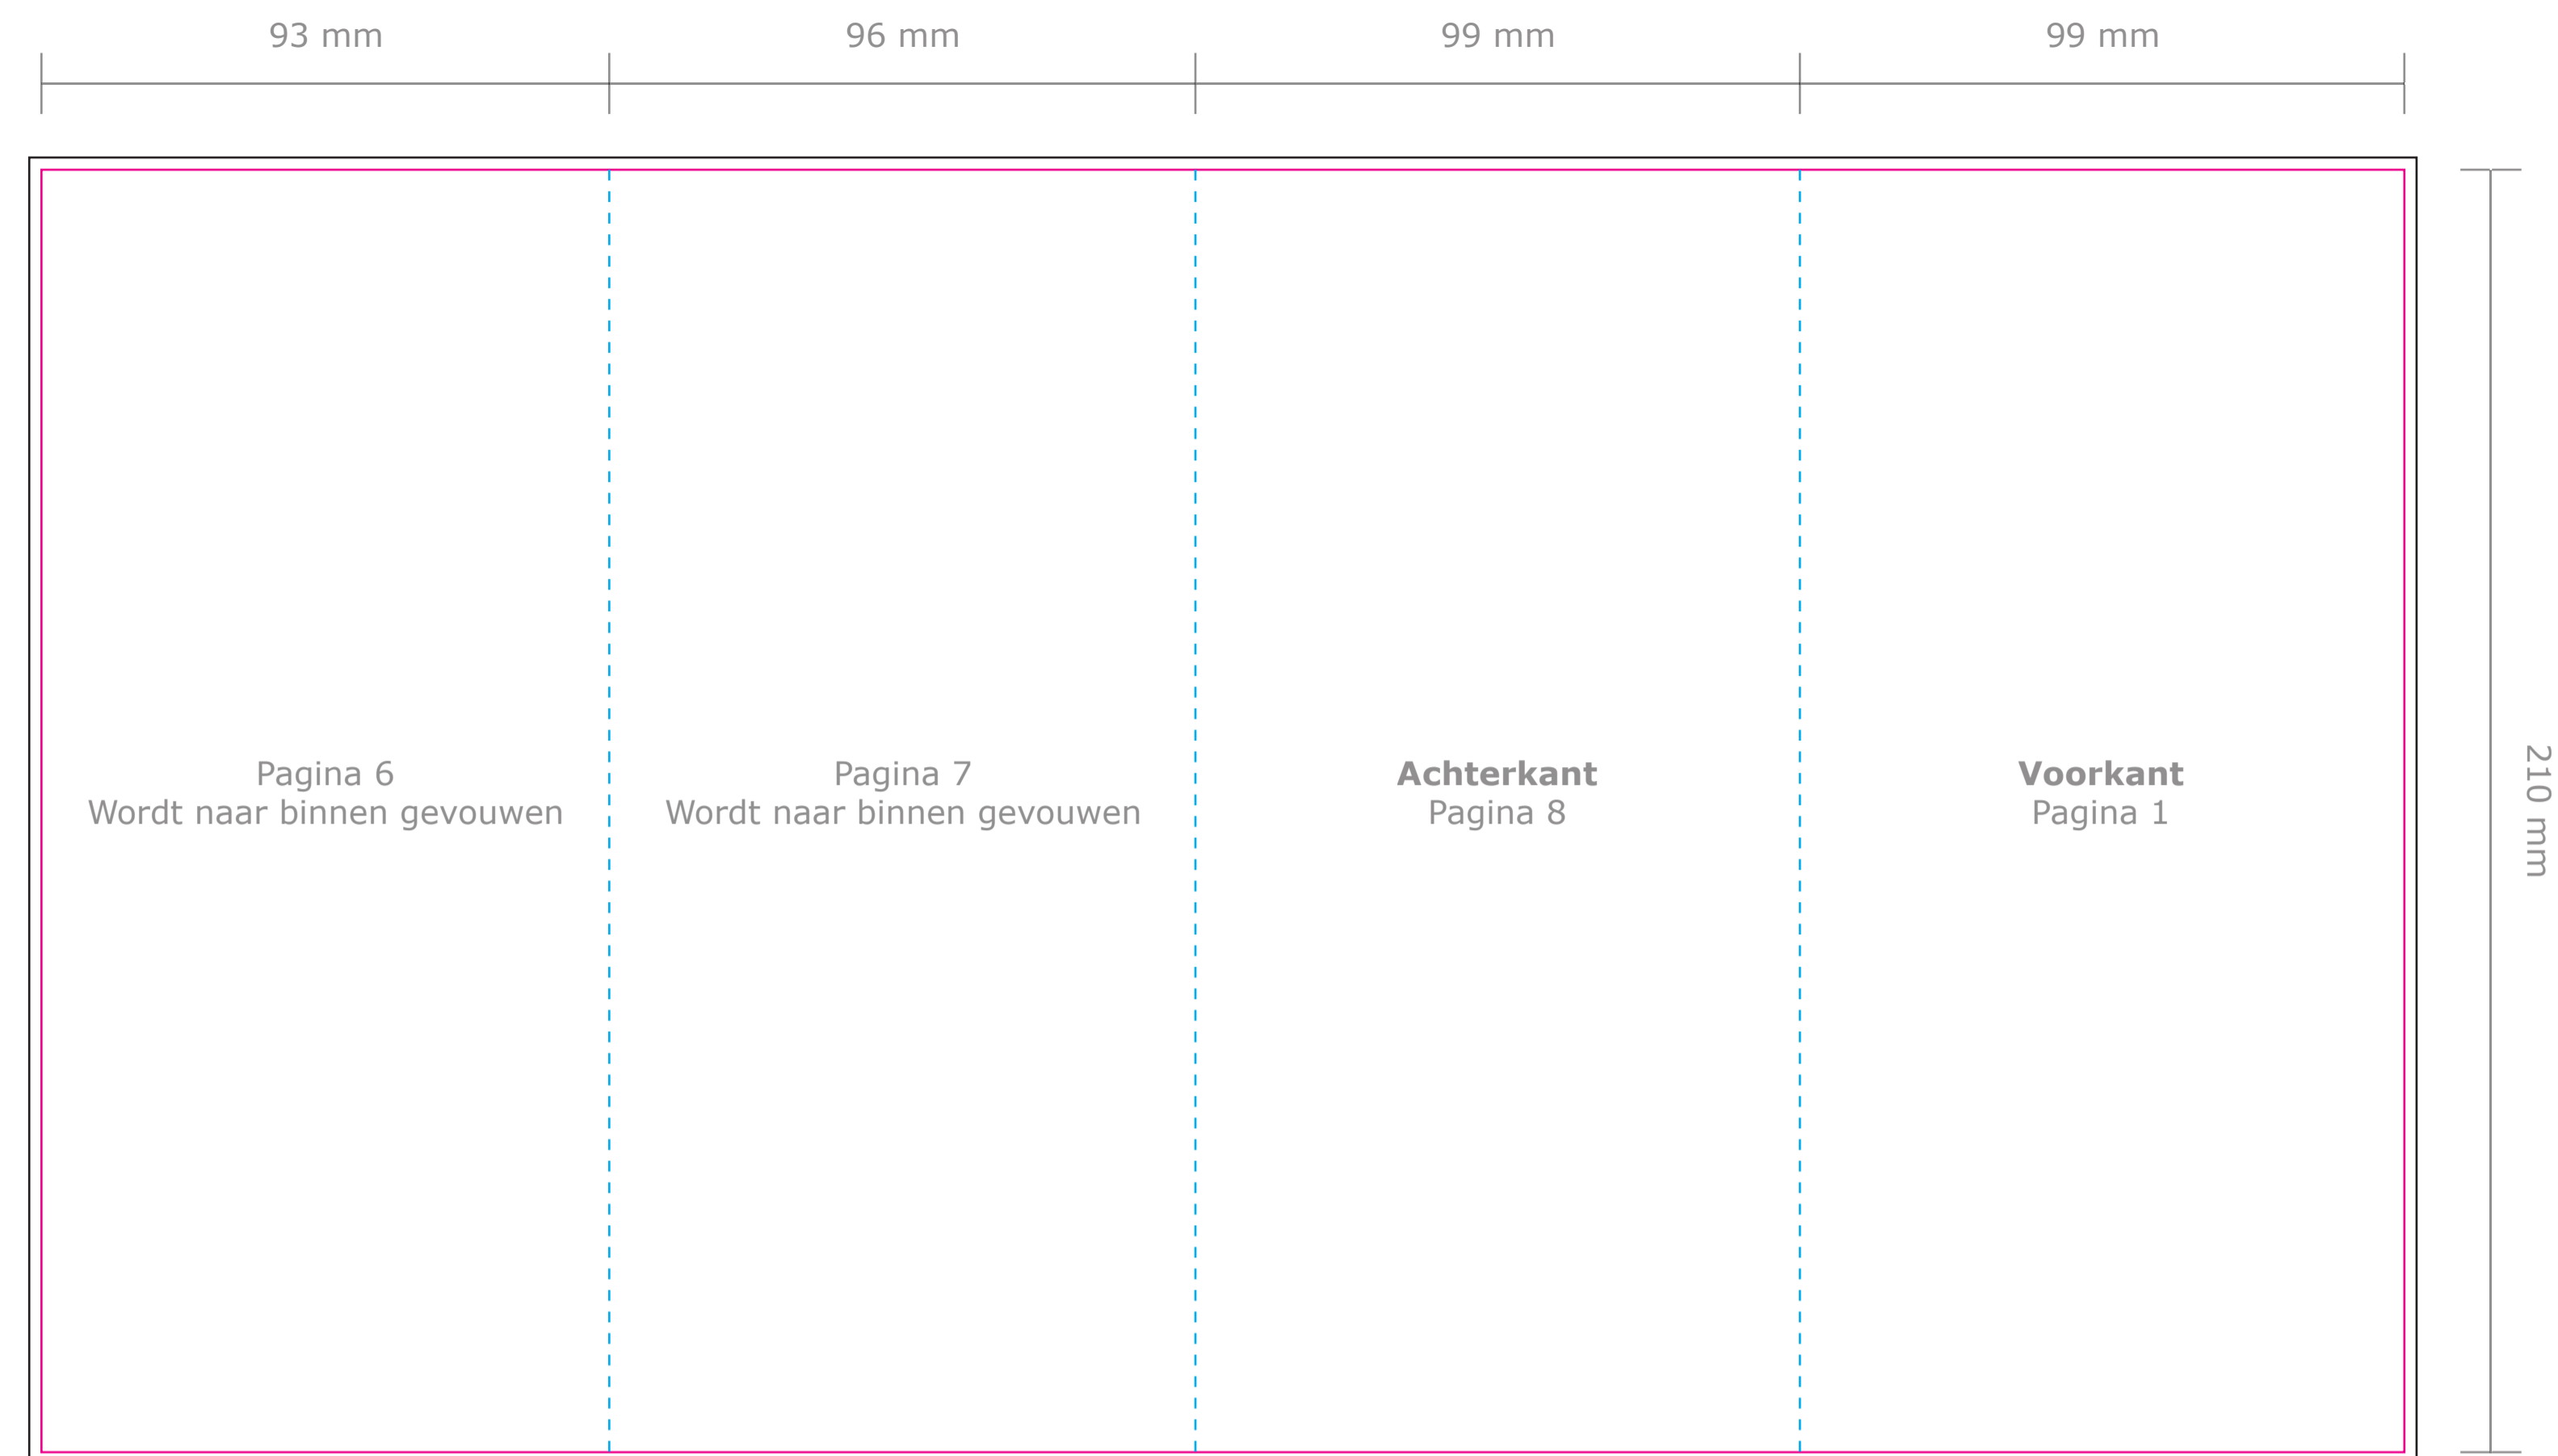 93 mm
96 mm
99 mm
99 mm
Pagina 6
Wordt naar binnen gevouwen
Pagina 7
Wordt naar binnen gevouwen
Achterkant
Pagina 8
Voorkant
Pagina 1
210 mm